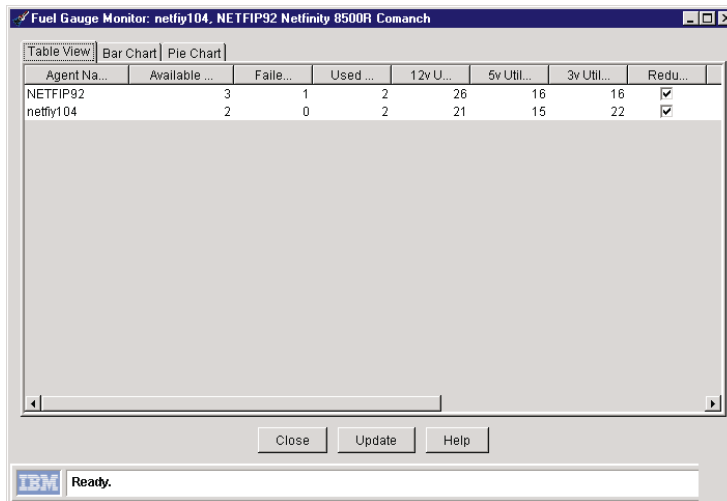 Fuel Gauge Monitor: netfiy104, NETFIP92 Netfinity 8500R Comanch
Table View Bar Chart Pie Chart
Agent Na... Available ... Faile... Used ... 12v U... 5v Util... 3v Util... Redu...
NETFIP92 3 1 2 26 16 16
netfiy104 2 0 2 21 15 22
Close Update Help
IBM Ready.